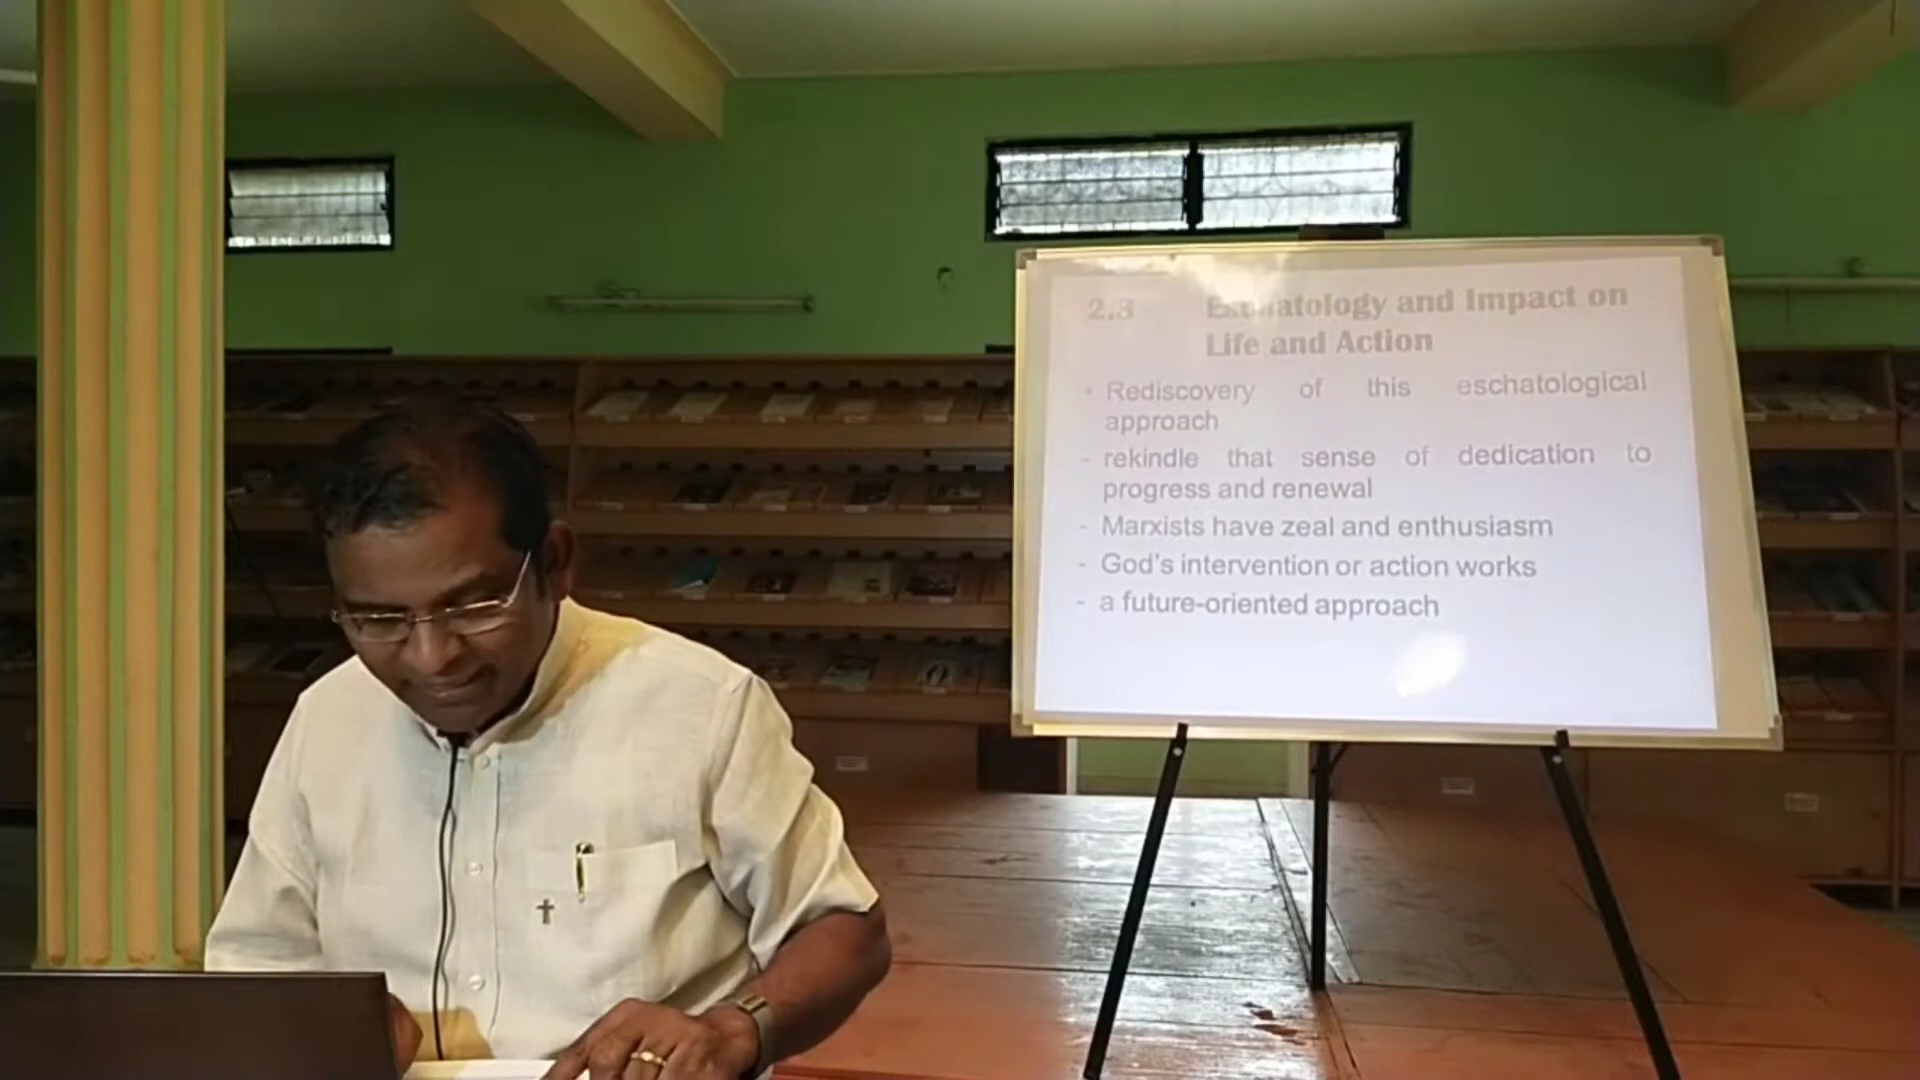 2.3 Eschatology and Impact on
Life and Action
- Rediscovery of this eschatological
approach
- rekindle that sense of dedication to
progress and renewal
- Marxists have zeal and enthusiasm
- God's intervention or action works
- a future-oriented approach